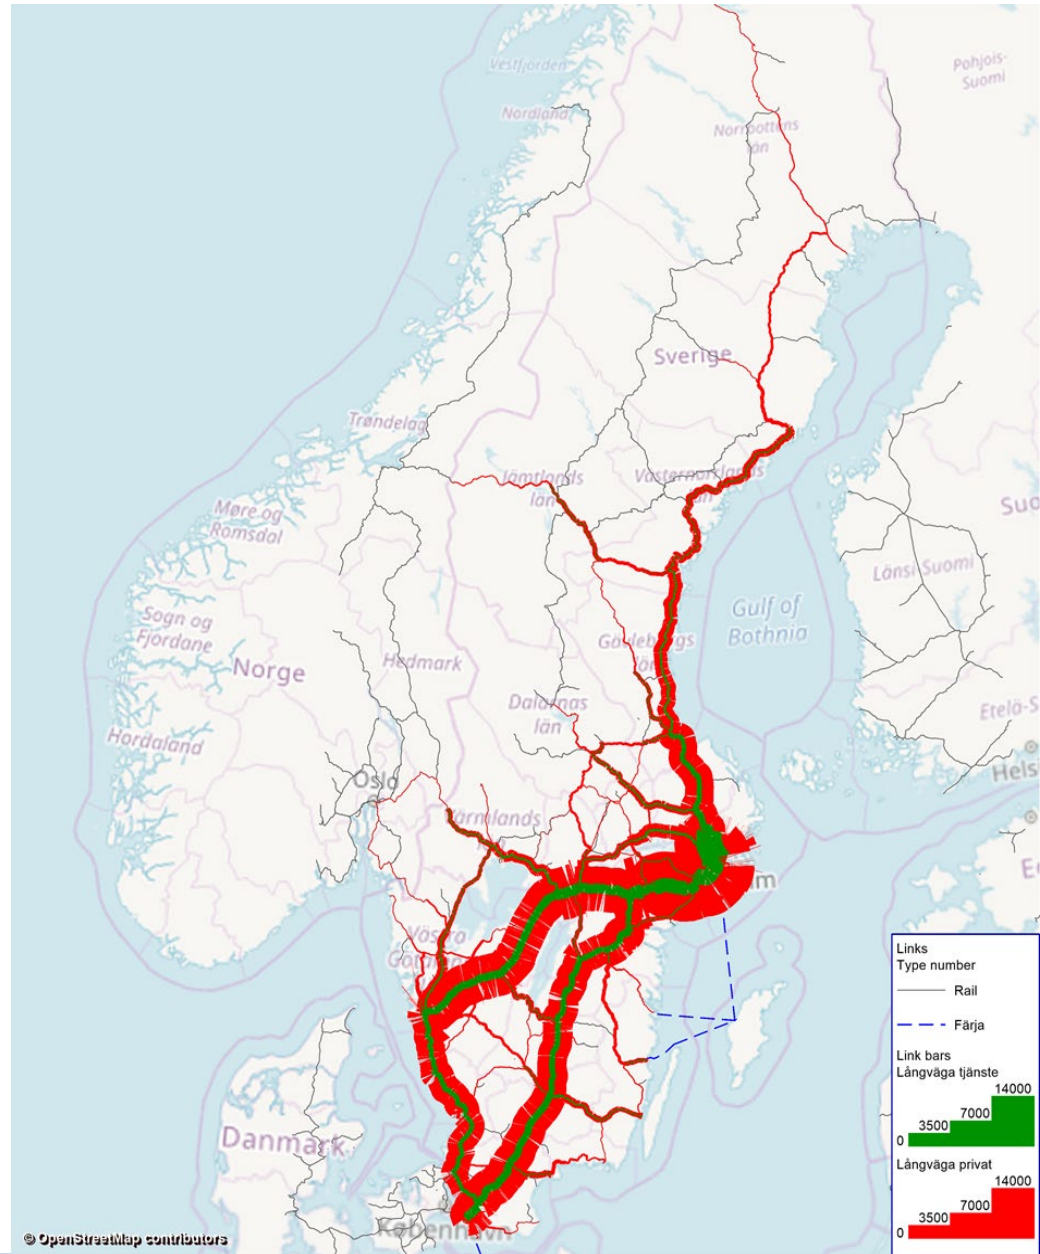 Vestfjorden
Pohjois-
Suomi
Nordland
Norrbottens
län
Sverige
Trøndelag
Jämtlands
län
Västernorrlands
län
Møre og
Romsdal
Suo
Länsi-Suomi
Gulf of
Bothnia
Sogn og
Fjordane
Gävleborgs
län
Norge
Hedmark
Dalarnas
län
Etelä-S
Hordaland
Hels
Oslo
Värmlands
Västra
Götaland
Danmark
København
Links
Type number
Rail
Färja
Link bars
Långväga tjänste
14000
7000
3500
0
Långväga privat
14000
7000
3500
0
© OpenStreetMap contributors